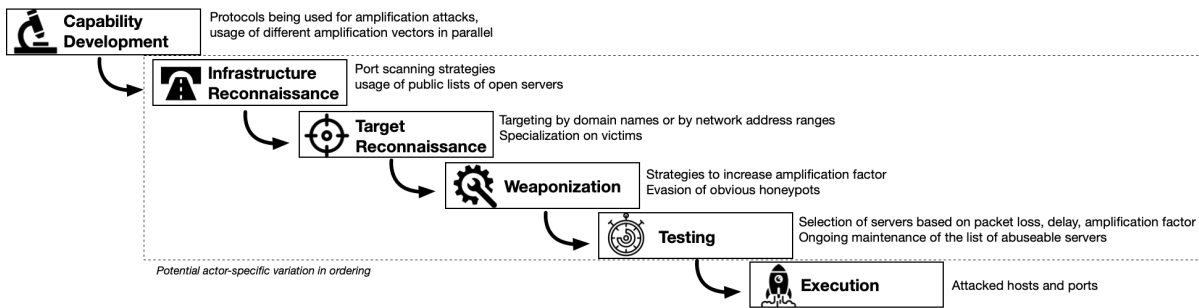 Capability
Development
Protocols being used for amplification attacks,
usage of different amplification vectors in parallel
Infrastructure
Reconnaissance
Port scanning strategies
usage of public lists of open servers
Target
Reconnaissance
Targeting by domain names or by network address ranges
Specialization on victims
Weaponization
Strategies to increase amplification factor
Evasion of obvious honeypots
Testing
Selection of servers based on packet loss, delay, amplification factor
Ongoing maintenance of the list of abuseable servers
Potential actor-specific variation in ordering
Execution
Attacked hosts and ports